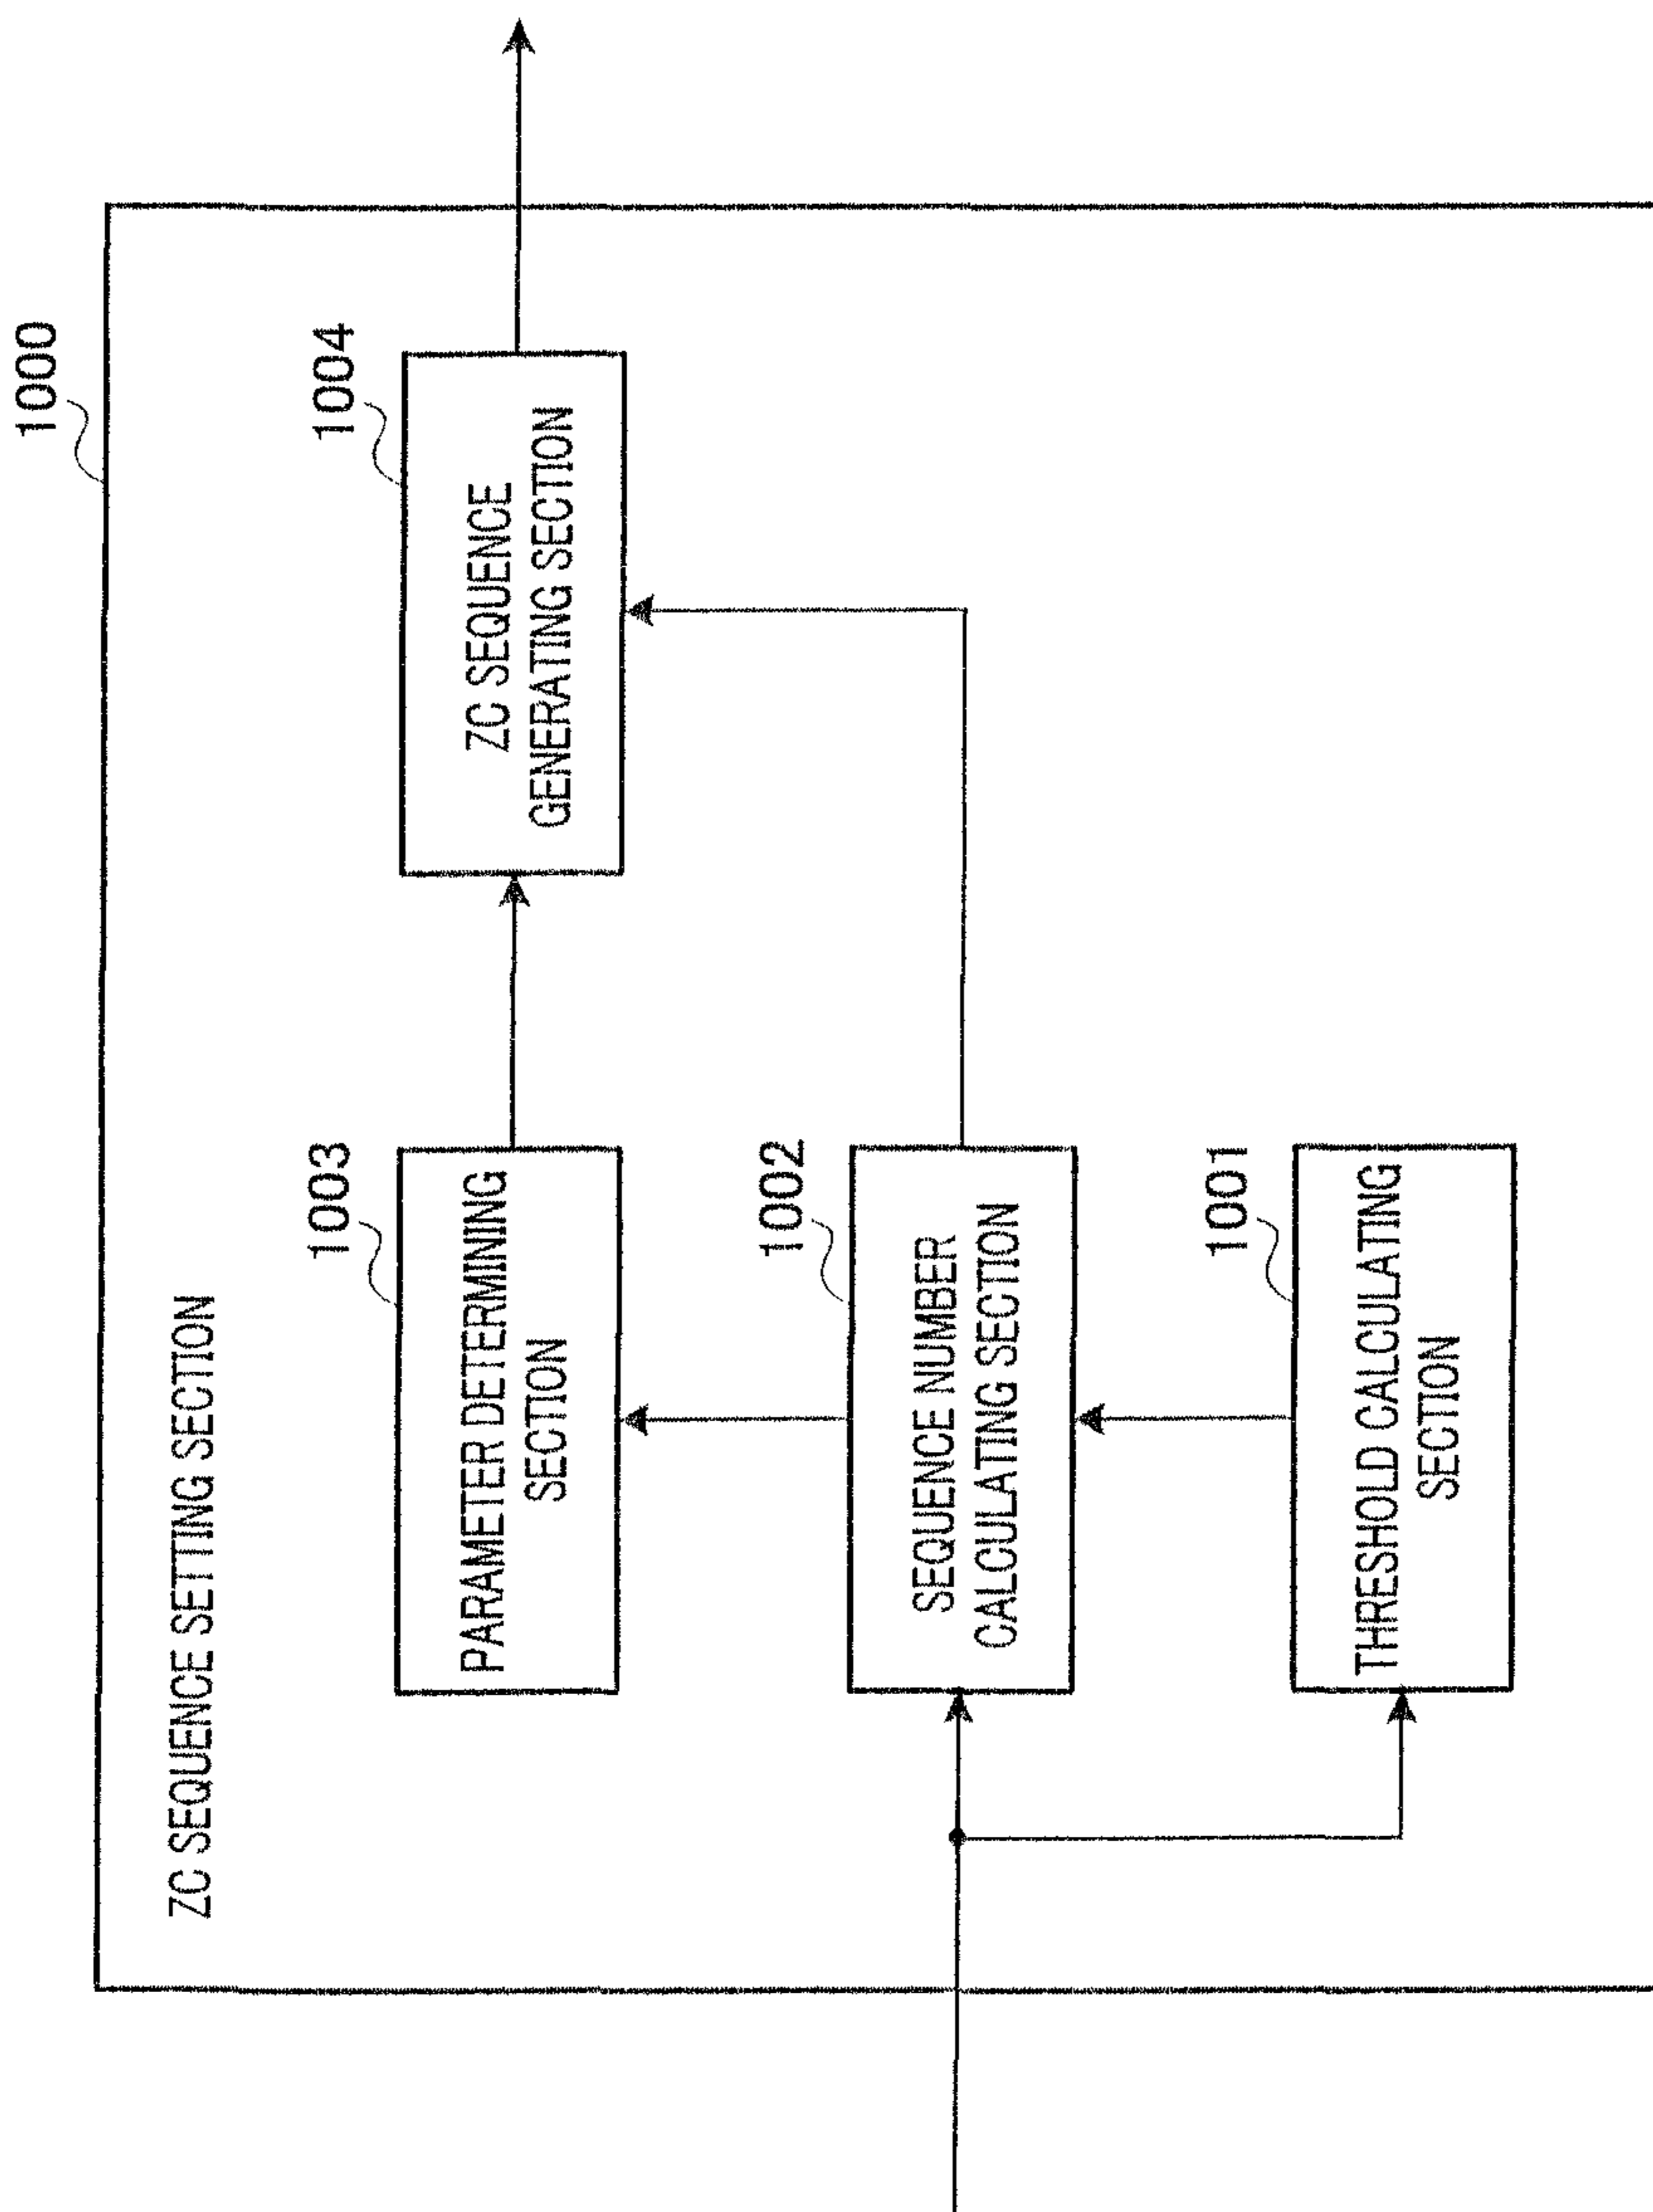 1000
ZC SEQUENCE SETTING SECTION
1003
PARAMETER DETERMINING
SECTION
1004
ZC SEQUENCE
GENERATING SECTION
1002
SEQUENCE NUMBER
CALCULATING SECTION
1001
THRESHOLD CALCULATING
SECTION